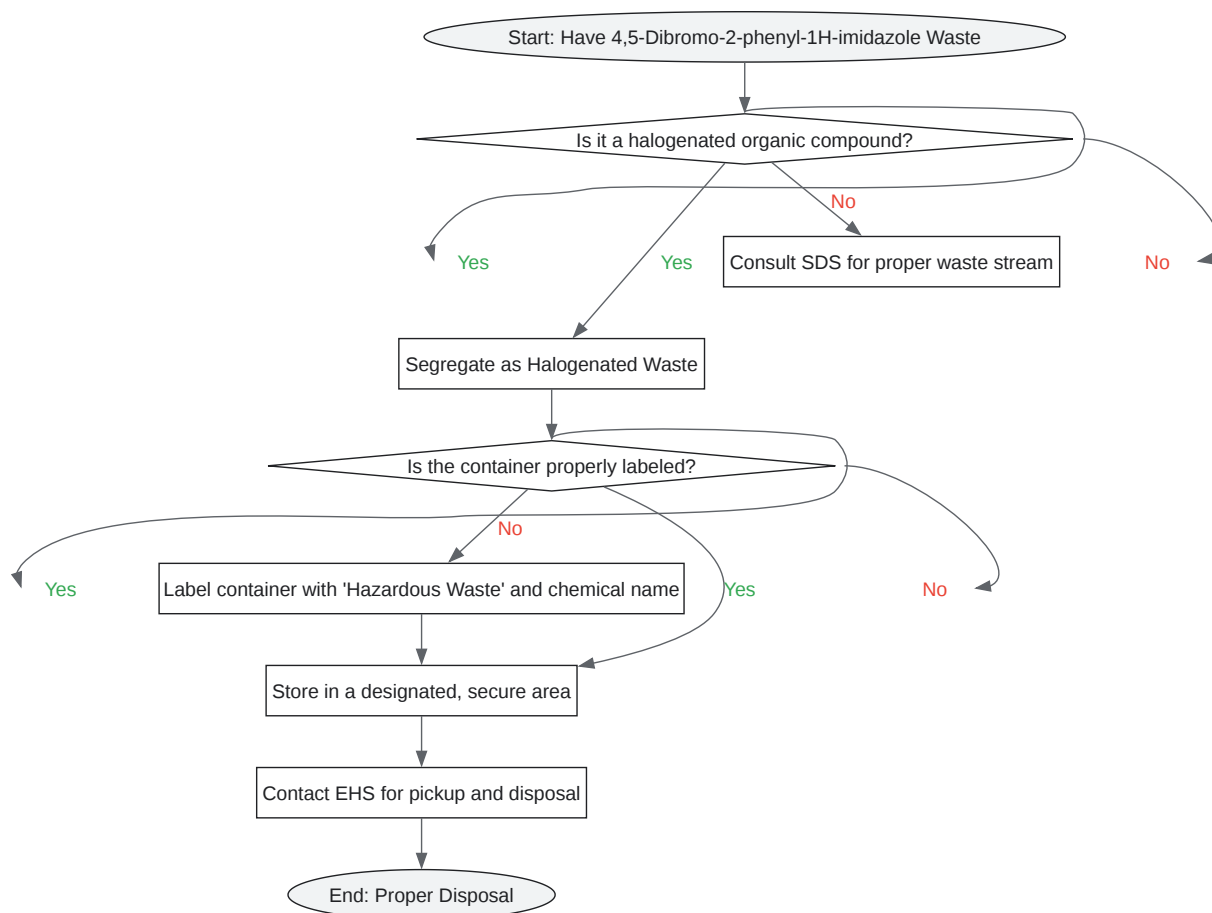 Start: Have 4,5-Dibromo-2-phenyl-1H-imidazole Waste
Is it a halogenated organic compound?
No
Yes
Yes
Consult SDS for proper waste stream
No
Segregate as Halogenated Waste
Is the container properly labeled?
No
Yes
Label container with 'Hazardous Waste' and chemical name
Yes
No
Store in a designated, secure area
Contact EHS for pickup and disposal
End: Proper Disposal